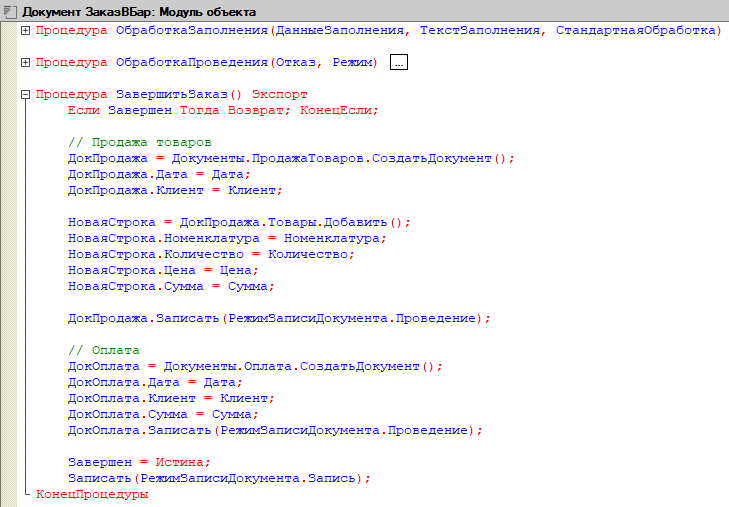 Документ ЗаказВБар: Модуль объекта
Процедура ОбработкаЗаполнения(ДанныеЗаполнения, ТекстЗаполнения, СтандартнаяОбработка)
Процедура ОбработкаПроведения(Отказ, Режим) ...
Процедура ЗавершитьЗаказ() Экспорт
Если Завершен Тогда Возврат; КонецЕсли;
// Продажа товаров
ДокПродажа = Документы.ПродажаТоваров.СоздатьДокумент();
ДокПродажа.Дата = Дата;
ДокПродажа.Клиент = Клиент;
НоваяСтрока = ДокПродажа.Товары.Добавить();
НоваяСтрока.Номенклатура = Номенклатура;
НоваяСтрока.Количество = Количество;
НоваяСтрока.Цена = Цена;
НоваяСтрока.Сумма = Сумма;
ДокПродажа.Записать(РежимЗаписиДокумента.Проведение);
// Оплата
ДокОплата = Документы.Оплата.СоздатьДокумент();
ДокОплата.Дата = Дата;
ДокОплата.Клиент = Клиент;
ДокОплата.Сумма = Сумма;
ДокОплата.Записать(РежимЗаписиДокумента.Проведение);
Завершен = Истина;
Записать(РежимЗаписиДокумента.Запись);
КонецПроцедуры